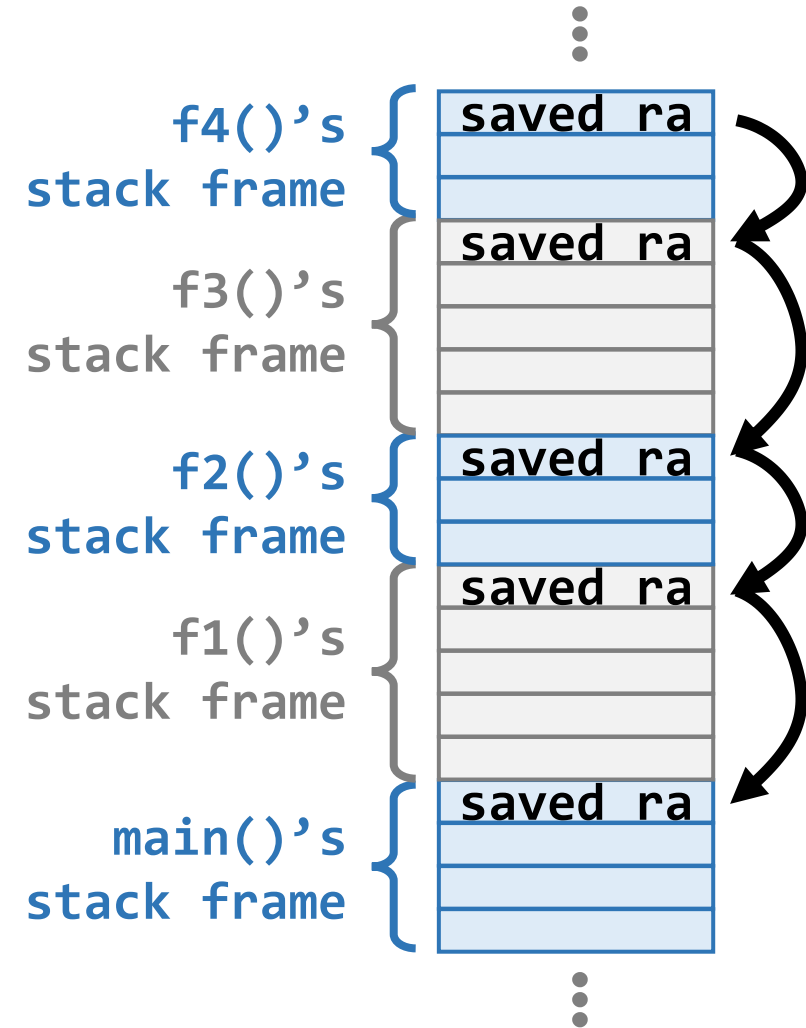 f4()’s
stack frame
saved ra
f3()’s
stack frame
saved ra
f2()’s
stack frame
saved ra
f1()’s
stack frame
saved ra
main()’s
stack frame
saved ra